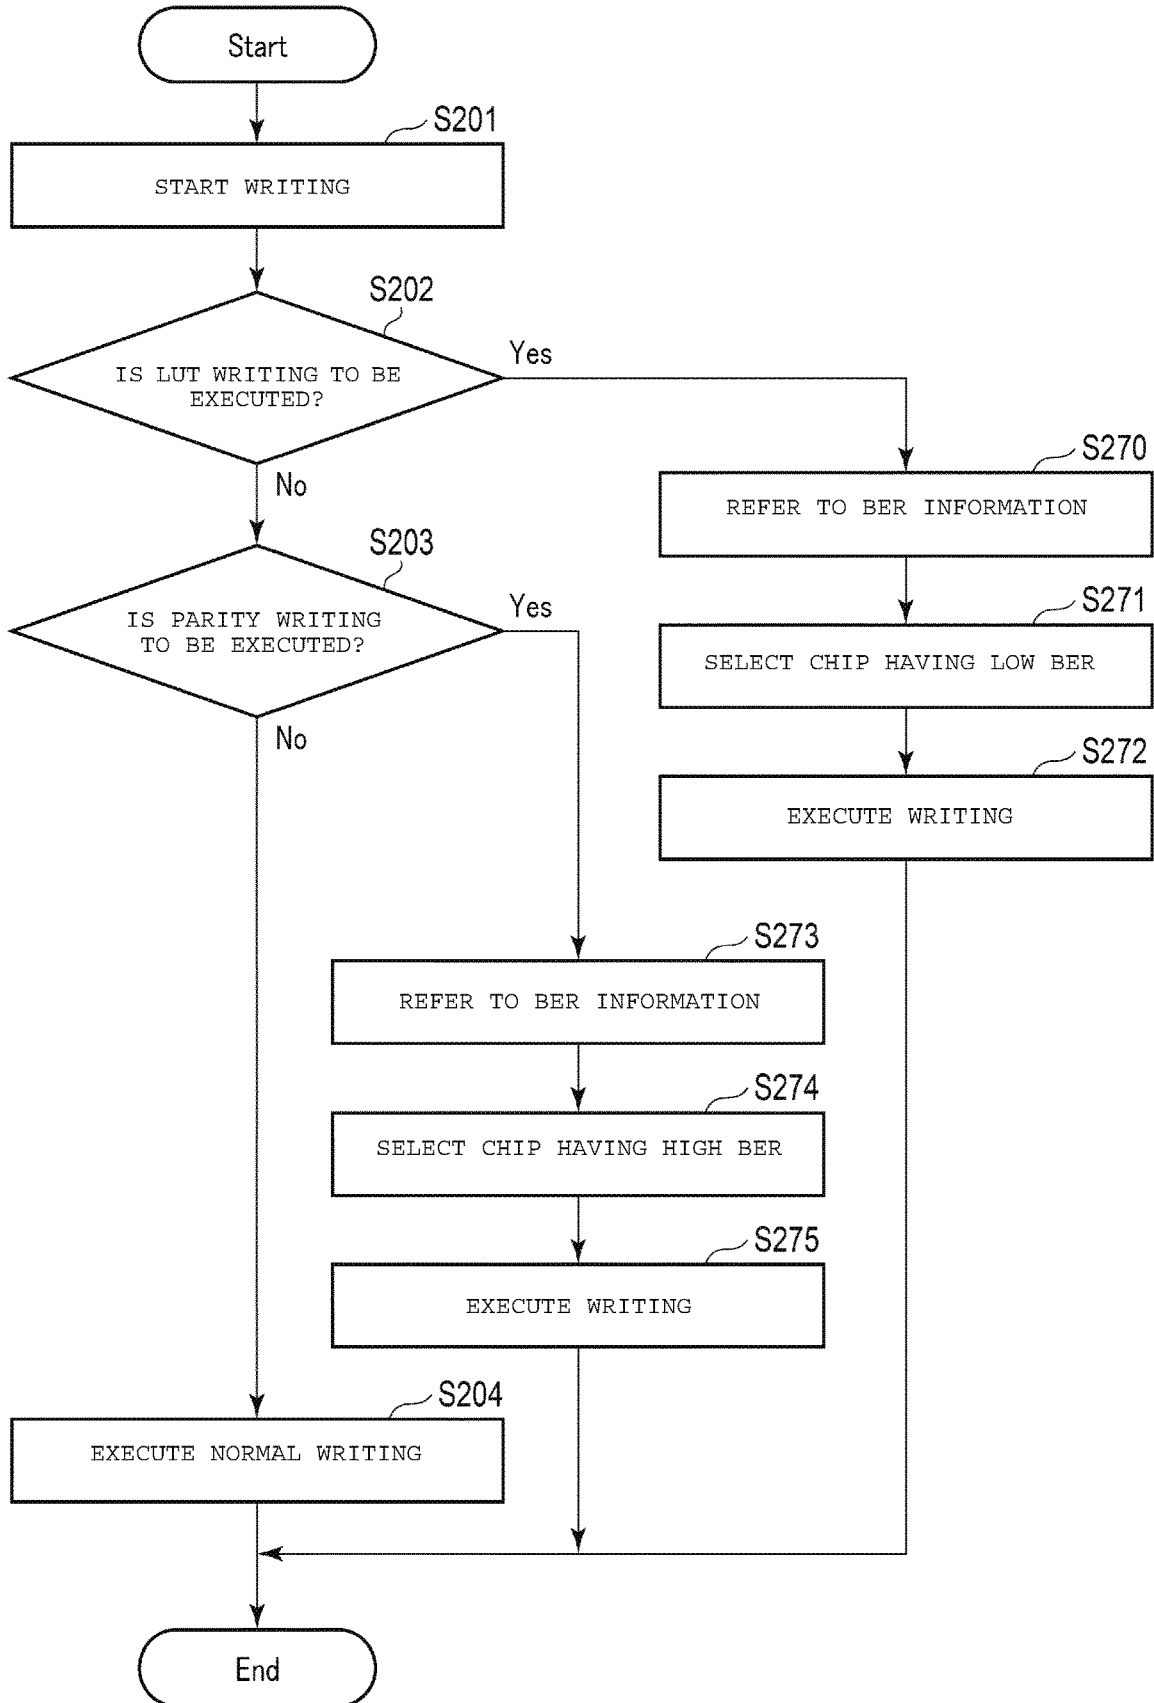 Start
S201
START WRITING
S202
IS LUT WRITING TO BE
EXECUTED?
Yes
No
S270
REFER TO BER INFORMATION
S203
IS PARITY WRITING
TO BE EXECUTED?
Yes
No
S271
SELECT CHIP HAVING LOW BER
S272
EXECUTE WRITING
S273
REFER TO BER INFORMATION
S274
SELECT CHIP HAVING HIGH BER
S275
EXECUTE WRITING
S204
EXECUTE NORMAL WRITING
End